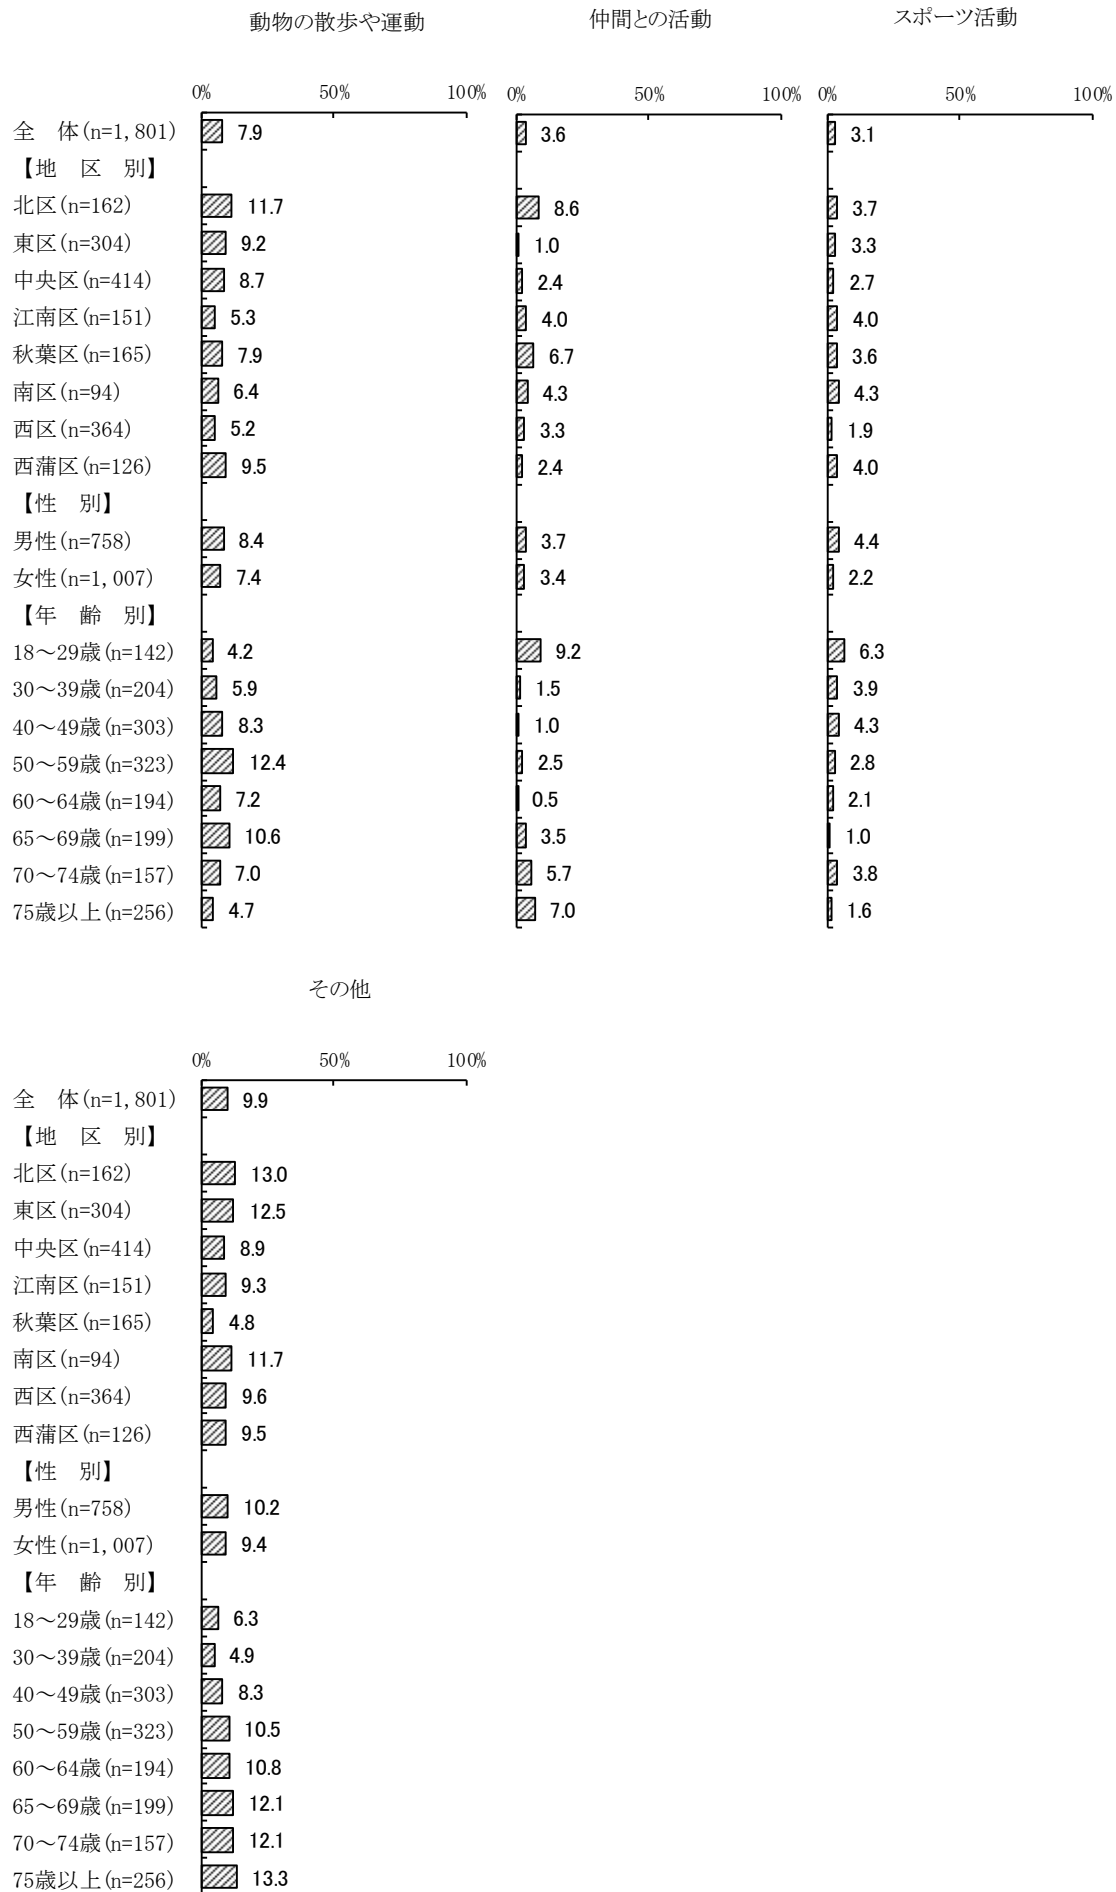 動物の散歩や運動 仲間との活動 スポーツ活動
0% 50% 100% 0% 50% 100% 0% 50% 100%
全　体(n=1,801) 7.9 3.6 3.1
【地　区　別】
北区(n=162) 11.7 8.6 3.7
東区(n=304) 9.2 1.0 3.3
中央区(n=414) 8.7 2.4 2.7
江南区(n=151) 5.3 4.0 4.0
秋葉区(n=165) 7.9 6.7 3.6
南区(n=94) 6.4 4.3 4.3
西区(n=364) 5.2 3.3 1.9
西蒲区(n=126) 9.5 2.4 4.0
【性　別】
男性(n=758) 8.4 3.7 4.4
女性(n=1,007) 7.4 3.4 2.2
【年　齢　別】
18～29歳(n=142) 4.2 9.2 6.3
30～39歳(n=204) 5.9 1.5 3.9
40～49歳(n=303) 8.3 1.0 4.3
50～59歳(n=323) 12.4 2.5 2.8
60～64歳(n=194) 7.2 0.5 2.1
65～69歳(n=199) 10.6 3.5 1.0
70～74歳(n=157) 7.0 5.7 3.8
75歳以上(n=256) 4.7 7.0 1.6
その他
0% 50% 100%
全　体(n=1,801) 9.9
【地　区　別】
北区(n=162) 13.0
東区(n=304) 12.5
中央区(n=414) 8.9
江南区(n=151) 9.3
秋葉区(n=165) 4.8
南区(n=94) 11.7
西区(n=364) 9.6
西蒲区(n=126) 9.5
【性　別】
男性(n=758) 10.2
女性(n=1,007) 9.4
【年　齢　別】
18～29歳(n=142) 6.3
30～39歳(n=204) 4.9
40～49歳(n=303) 8.3
50～59歳(n=323) 10.5
60～64歳(n=194) 10.8
65～69歳(n=199) 12.1
70～74歳(n=157) 12.1
75歳以上(n=256) 13.3